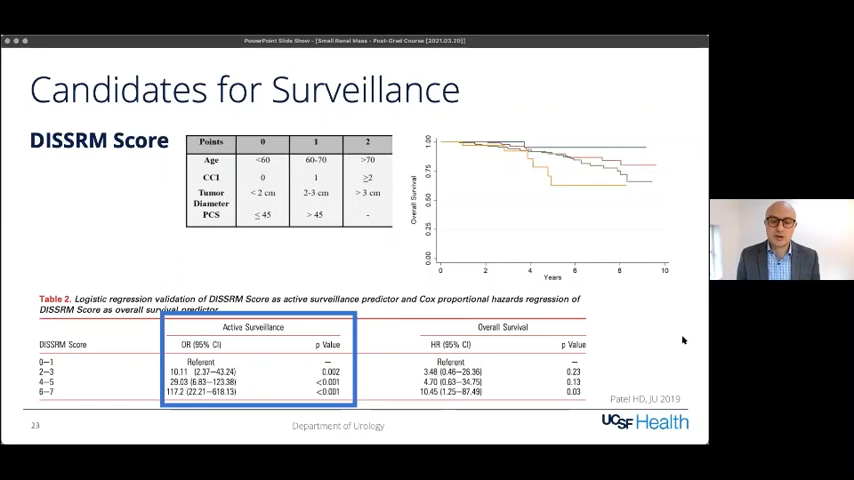 PowerPoint Slide Show - [Small Renal Mass - Post-Grad Course [2021.03.20]]
Candidates for Surveillance
DISSRM Score
Points 0 1 2
Age <60 60-70 >70
CCI 0 1 ≥2
Tumor Diameter < 2 cm 2-3 cm > 3 cm
PCS ≤ 45 > 45 -
Overall Survival
1.00
0.75
0.50
0.25
0.00
0 2 4 6 8 10
Years
Table 2. Logistic regression validation of DISSRM Score as active surveillance predictor and Cox proportional hazards regression of
DISSRM Score as overall survival predictor
Active Surveillance Overall Survival
DISSRM Score OR (95% CI) p Value HR (95% CI) p Value
0–1 Referent – Referent –
2–3 10.11 (2.37–43.24) 0.002 3.48 (0.46–26.36) 0.23
4–5 29.03 (6.83–123.38) <0.001 4.70 (0.63–34.75) 0.13
6–7 117.2 (22.21–618.13) <0.001 10.45 (1.25–87.49) 0.03
Patel HD, JU 2019
23
Department of Urology
UCSF Health